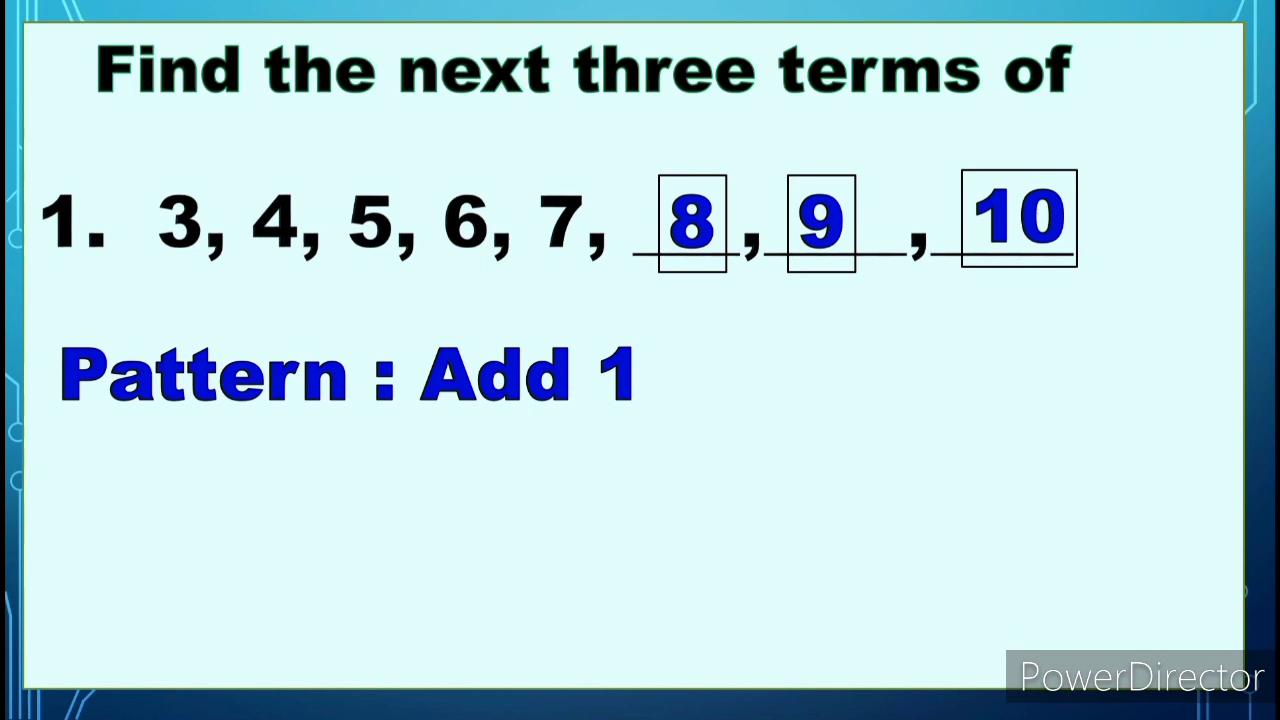 Find the next three terms of
1. 3, 4, 5, 6, 7, 8, 9, 10
Pattern : Add 1
PowerDirector